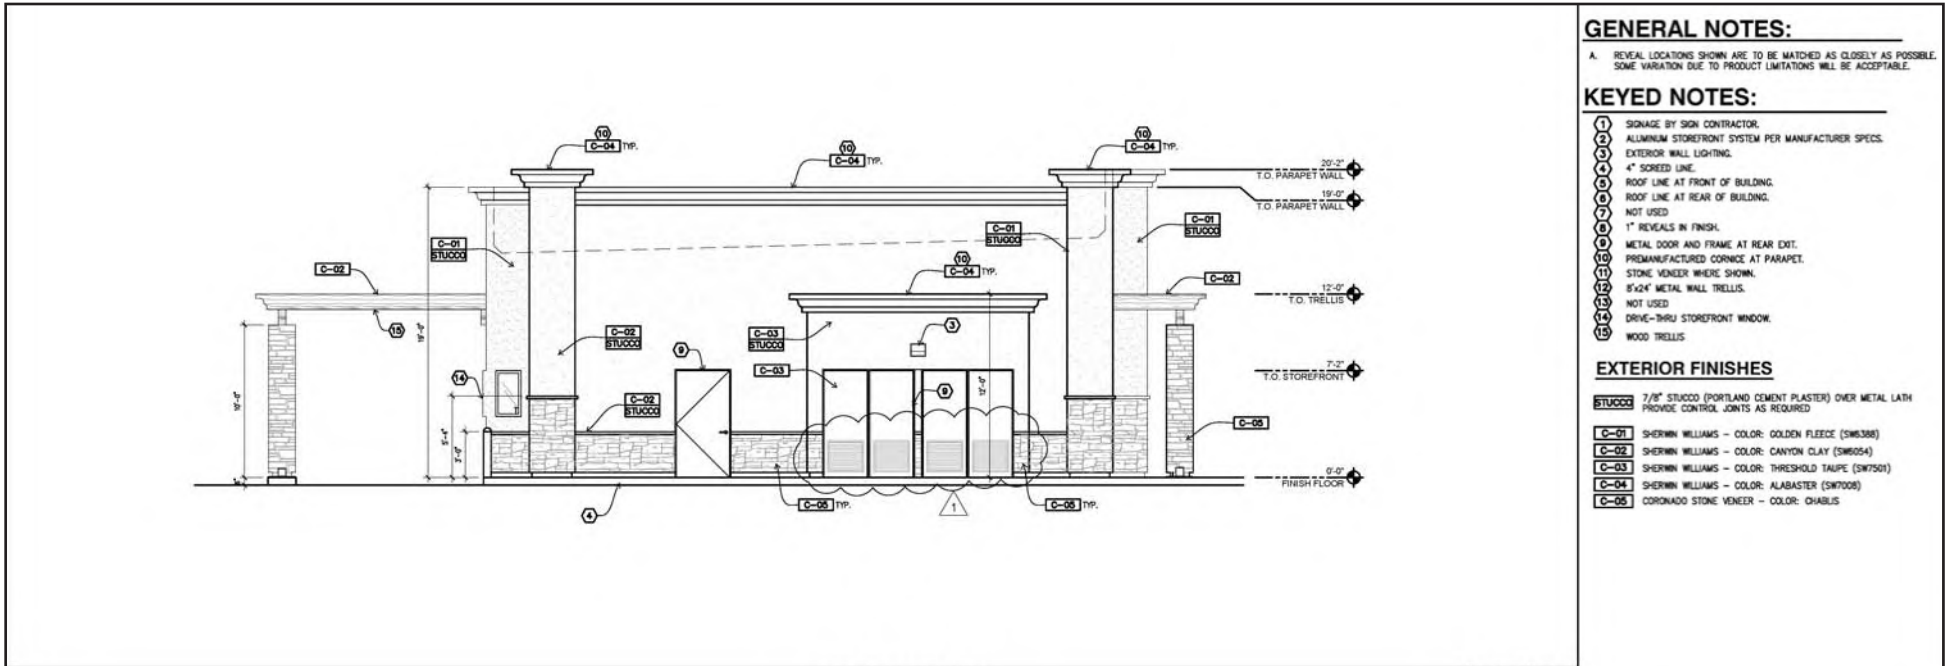 10
C-04 TYP.
10
C-04 TYP.
10
C-04 TYP.
20'-2"
T.O. PARAPET WALL
19'-0"
T.O. PARAPET WALL
C-01
STUCCO
C-01
STUCCO
C-01
STUCCO
C-02
10
C-04 TYP.
C-02
12'-0"
T.O. TRELLIS
15
19'-0"
C-02
STUCCO
C-03
STUCCO
3
9
C-03
7'-2"
T.O. STOREFRONT
14
9
12'-0"
10'-0"
C-02
STUCCO
5'-4"
3'-0"
C-05
0'-0"
FINISH FLOOR
4
C-05 TYP.
1
C-05 TYP.
GENERAL NOTES:
A. REVEAL LOCATIONS SHOWN ARE TO BE MATCHED AS CLOSELY AS POSSIBLE.
SOME VARIATION DUE TO PRODUCT LIMITATIONS WILL BE ACCEPTABLE.
KEYED NOTES:
1 SIGNAGE BY SIGN CONTRACTOR.
2 ALUMINUM STOREFRONT SYSTEM PER MANUFACTURER SPECS.
3 EXTERIOR WALL LIGHTING.
4 4" SCREED LINE.
5 ROOF LINE AT FRONT OF BUILDING.
6 ROOF LINE AT REAR OF BUILDING.
7 NOT USED
8 1" REVEALS IN FINISH.
9 METAL DOOR AND FRAME AT REAR EXIT.
10 PREMANUFACTURED CORNICE AT PARAPET.
11 STONE VENEER WHERE SHOWN.
12 8'x24' METAL WALL TRELLIS.
13 NOT USED
14 DRIVE-THRU STOREFRONT WINDOW.
15 WOOD TRELLIS
EXTERIOR FINISHES
STUCCO 7/8" STUCCO (PORTLAND CEMENT PLASTER) OVER METAL LATH
PROVIDE CONTROL JOINTS AS REQUIRED
C-01 SHERWIN WILLIAMS - COLOR: GOLDEN FLEECE (SW6388)
C-02 SHERWIN WILLIAMS - COLOR: CANYON CLAY (SW6054)
C-03 SHERWIN WILLIAMS - COLOR: THRESHOLD TAUPE (SW7501)
C-04 SHERWIN WILLIAMS - COLOR: ALABASTER (SW7008)
C-05 CORONADO STONE VENEER - COLOR: CHABLIS